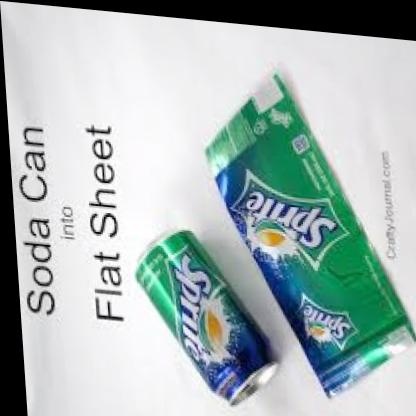 Soda Can
into
Flat Sheet
Sprite
Sprite
Sprite
CraftyJournal.com